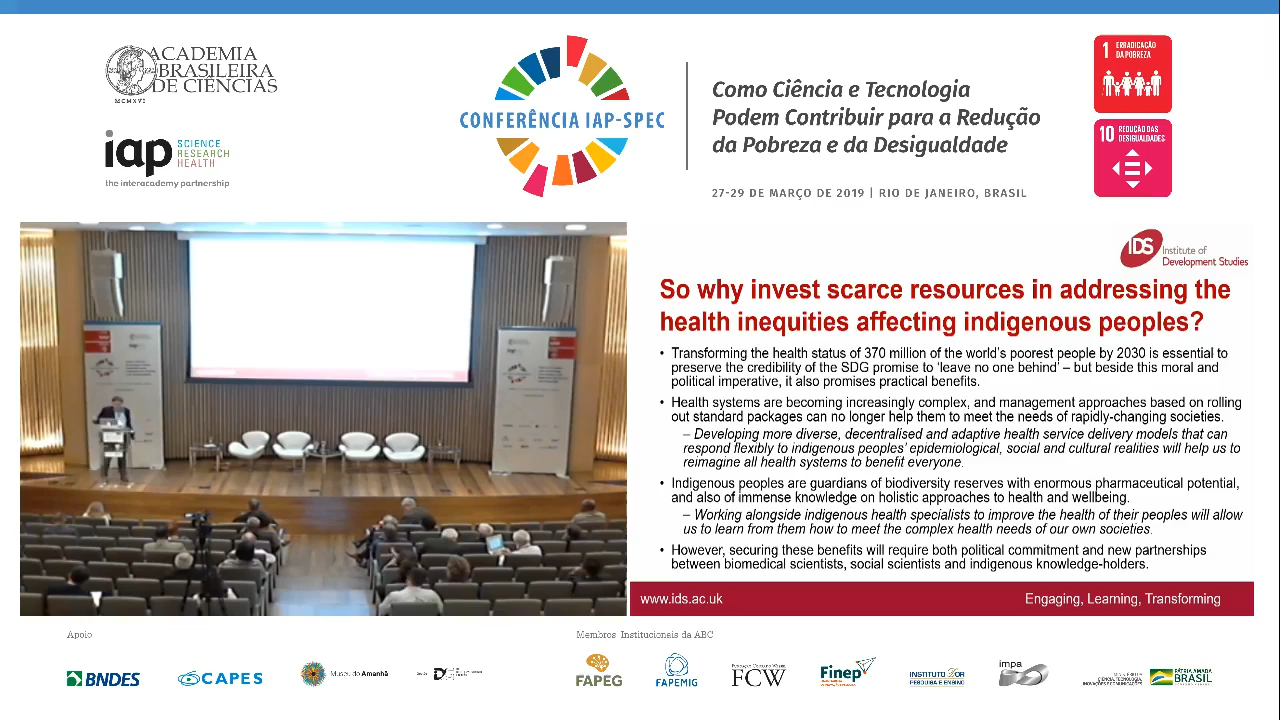 ACADEMIA
BRASILEIRA
DE CIÊNCIAS
MCMXVI
iap SCIENCE
RESEARCH
HEALTH
the interacademy partnership
CONFERÊNCIA IAP-SPEC
Como Ciência e Tecnologia
Podem Contribuir para a Redução
da Pobreza e da Desigualdade
27-29 DE MARÇO DE 2019 | RIO DE JANEIRO, BRASIL
1 ERRADICAÇÃO
DA POBREZA
10 REDUÇÃO DAS
DESIGUALDADES
IDS Institute of
Development Studies
So why invest scarce resources in addressing the
health inequities affecting indigenous peoples?
• Transforming the health status of 370 million of the world's poorest people by 2030 is essential to
preserve the credibility of the SDG promise to 'leave no one behind' – but beside this moral and
political imperative, it also promises practical benefits.
• Health systems are becoming increasingly complex, and management approaches based on rolling
out standard packages can no longer help them to meet the needs of rapidly-changing societies.
– Developing more diverse, decentralised and adaptive health service delivery models that can
respond flexibly to indigenous peoples' epidemiological, social and cultural realities will help us to
reimagine all health systems to benefit everyone.
• Indigenous peoples are guardians of biodiversity reserves with enormous pharmaceutical potential,
and also of immense knowledge on holistic approaches to health and wellbeing.
– Working alongside indigenous health specialists to improve the health of their peoples will allow
us to learn from them how to meet the complex health needs of our own societies.
• However, securing these benefits will require both political commitment and new partnerships
between biomedical scientists, social scientists and indigenous knowledge-holders.
www.ids.ac.uk Engaging, Learning, Transforming
Apoio
Membros Institucionais da ABC
BNDES
CAPES
Museu do Amanhã
FAPEG
FAPEMIG
FCW
Finep
INSTITUTO D'OR
PESQUISA E ENSINO
impa
PÁTRIA AMADA
BRASIL